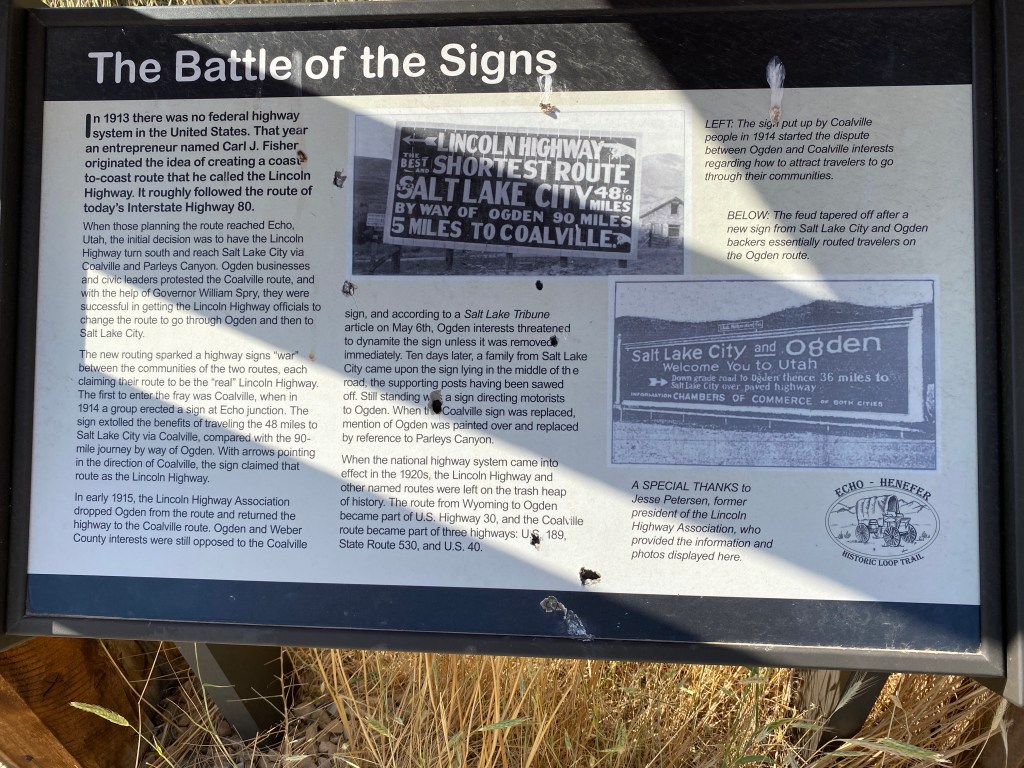 The Battle of the Signs
In 1913 there was no federal highway
system in the United States. That year
an entrepreneur named Carl J. Fisher
originated the idea of creating a coast-
to-coast route that he called the Lincoln
Highway. It roughly followed the route of
today's Interstate Highway 80.
When those planning the route reached Echo,
Utah, the initial decision was to have the Lincoln
Highway turn south and reach Salt Lake City via
Coalville and Parleys Canyon. Ogden businesses
and civic leaders protested the Coalville route, and
with the help of Governor William Spry, they were
successful in getting the Lincoln Highway officials to
change the route to go through Ogden and then to
Salt Lake City.
The new routing sparked a highway signs "war"
between the communities of the two routes, each
claiming their route to be the "real" Lincoln Highway.
The first to enter the fray was Coalville, when in
1914 a group erected a sign at Echo junction. The
sign extolled the benefits of traveling the 48 miles to
Salt Lake City via Coalville, compared with the 90-
mile journey by way of Ogden. With arrows pointing
in the direction of Coalville, the sign claimed that
route as the Lincoln Highway.
In early 1915, the Lincoln Highway Association
dropped Ogden from the route and returned the
highway to the Coalville route. Ogden and Weber
County interests were still opposed to the Coalville
LINCOLN HIGHWAY
THE BEST AND SHORTEST ROUTE
SALT LAKE CITY 48 MILES
BY WAY OF OGDEN 90 MILES
5 MILES TO COALVILLE
sign, and according to a Salt Lake Tribune
article on May 6th, Ogden interests threatened
to dynamite the sign unless it was removed
immediately. Ten days later, a family from Salt Lake
City came upon the sign lying in the middle of the
road, the supporting posts having been sawed
off. Still standing was a sign directing motorists
to Ogden. When the Coalville sign was replaced,
mention of Ogden was painted over and replaced
by reference to Parleys Canyon.
When the national highway system came into
effect in the 1920s, the Lincoln Highway and
other named routes were left on the trash heap
of history. The route from Wyoming to Ogden
became part of U.S. Highway 30, and the Coalville
route became part of three highways: U.S. 189,
State Route 530, and U.S. 40.
LEFT: The sign put up by Coalville
people in 1914 started the dispute
between Ogden and Coalville interests
regarding how to attract travelers to go
through their communities.
BELOW: The feud tapered off after a
new sign from Salt Lake City and Ogden
backers essentially routed travelers on
the Ogden route.
Salt Lake City and Ogden
Welcome You to Utah
Down grade road to Ogden thence 36 miles to
Salt Lake City over paved highway
INFORMATION CHAMBERS OF COMMERCE OF BOTH CITIES
A SPECIAL THANKS to
Jesse Petersen, former
president of the Lincoln
Highway Association, who
provided the information and
photos displayed here.
ECHO - HENEFER
HISTORIC LOOP TRAIL